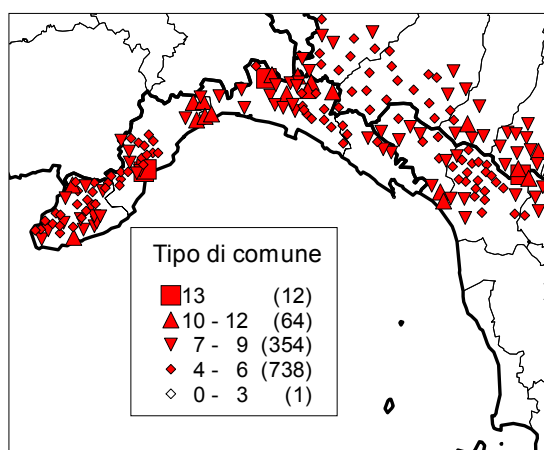 Tipo di comune
13 (12)
10 - 12 (64)
7 - 9 (354)
4 - 6 (738)
0 - 3 (1)